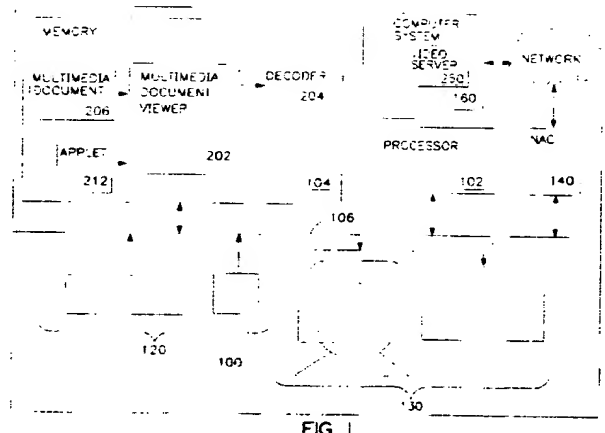 MEMORY
MULTIMEDIA DOCUMENT
206
MULTIMEDIA DOCUMENT VIEWER
202
DECODER
204
APPLET
212
104
COMPUTER SYSTEM
VIDEO SERVER
160
NETWORK
PROCESSOR
102
NAC
140
106
120
100
130
FIG. 1